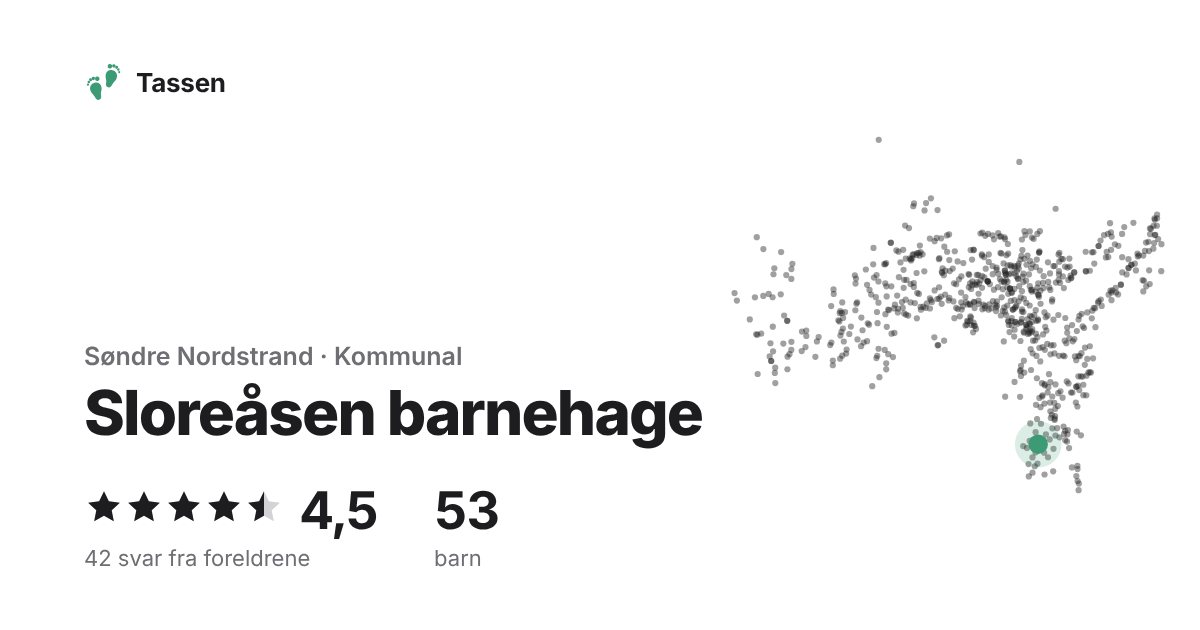 Tassen
Søndre Nordstrand · Kommunal
Sloreåsen barnehage
4,5 53
42 svar fra foreldrene barn